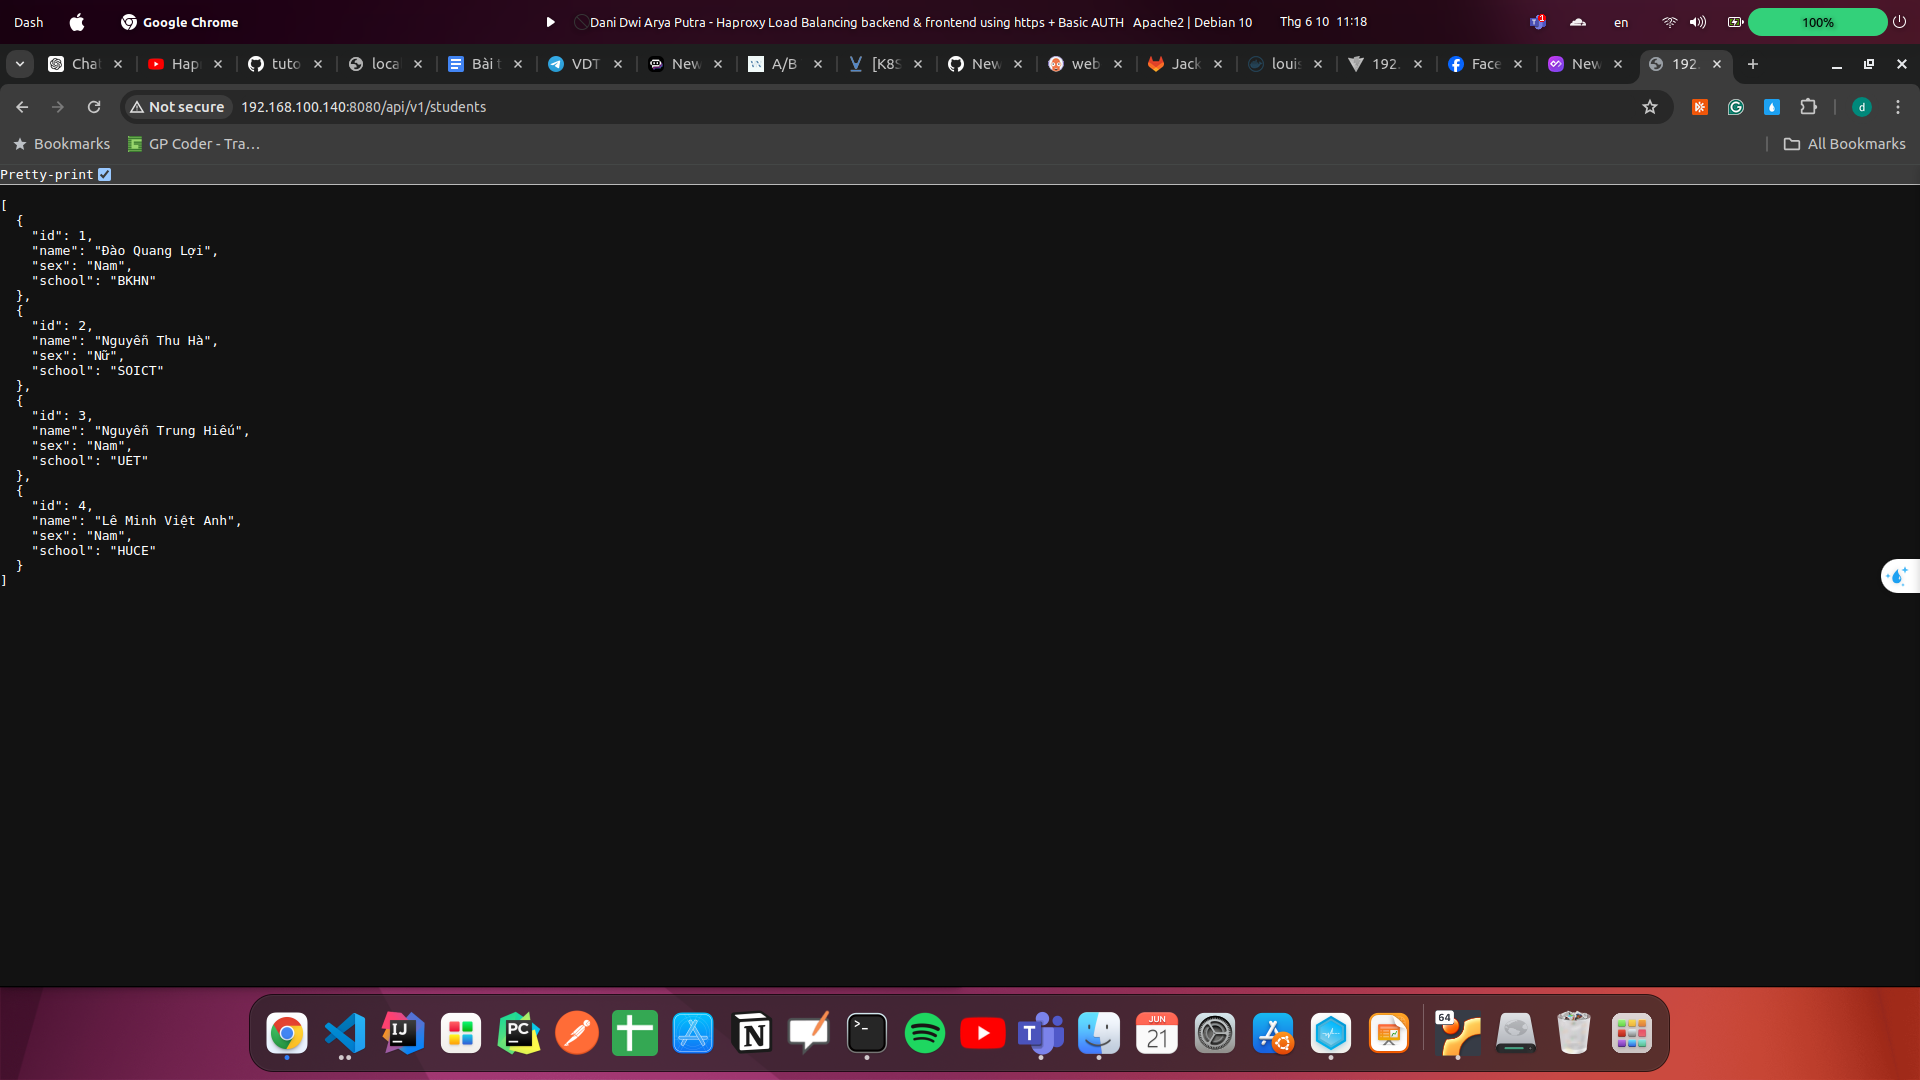 Dash Google Chrome Dani Dwi Arya Putra - Haproxy Load Balancing backend & frontend using https + Basic AUTH Apache2 | Debian 10 Thg 6 10 11:18 1 en 100%
Chat Hap tuto loca Bài t VDT New A/B [K8S New web Jack louis 192. Face New 192.
Not secure 192.168.100.140:8080/api/v1/students d
Bookmarks GP Coder - Tra... All Bookmarks
Pretty-print
[
{
"id": 1,
"name": "Đào Quang Lợi",
"sex": "Nam",
"school": "BKHN"
},
{
"id": 2,
"name": "Nguyễn Thu Hà",
"sex": "Nữ",
"school": "SOICT"
},
{
"id": 3,
"name": "Nguyễn Trung Hiếu",
"sex": "Nam",
"school": "UET"
},
{
"id": 4,
"name": "Lê Minh Việt Anh",
"sex": "Nam",
"school": "HUCE"
}
]
IJ PC N >_ T JUN 21 64